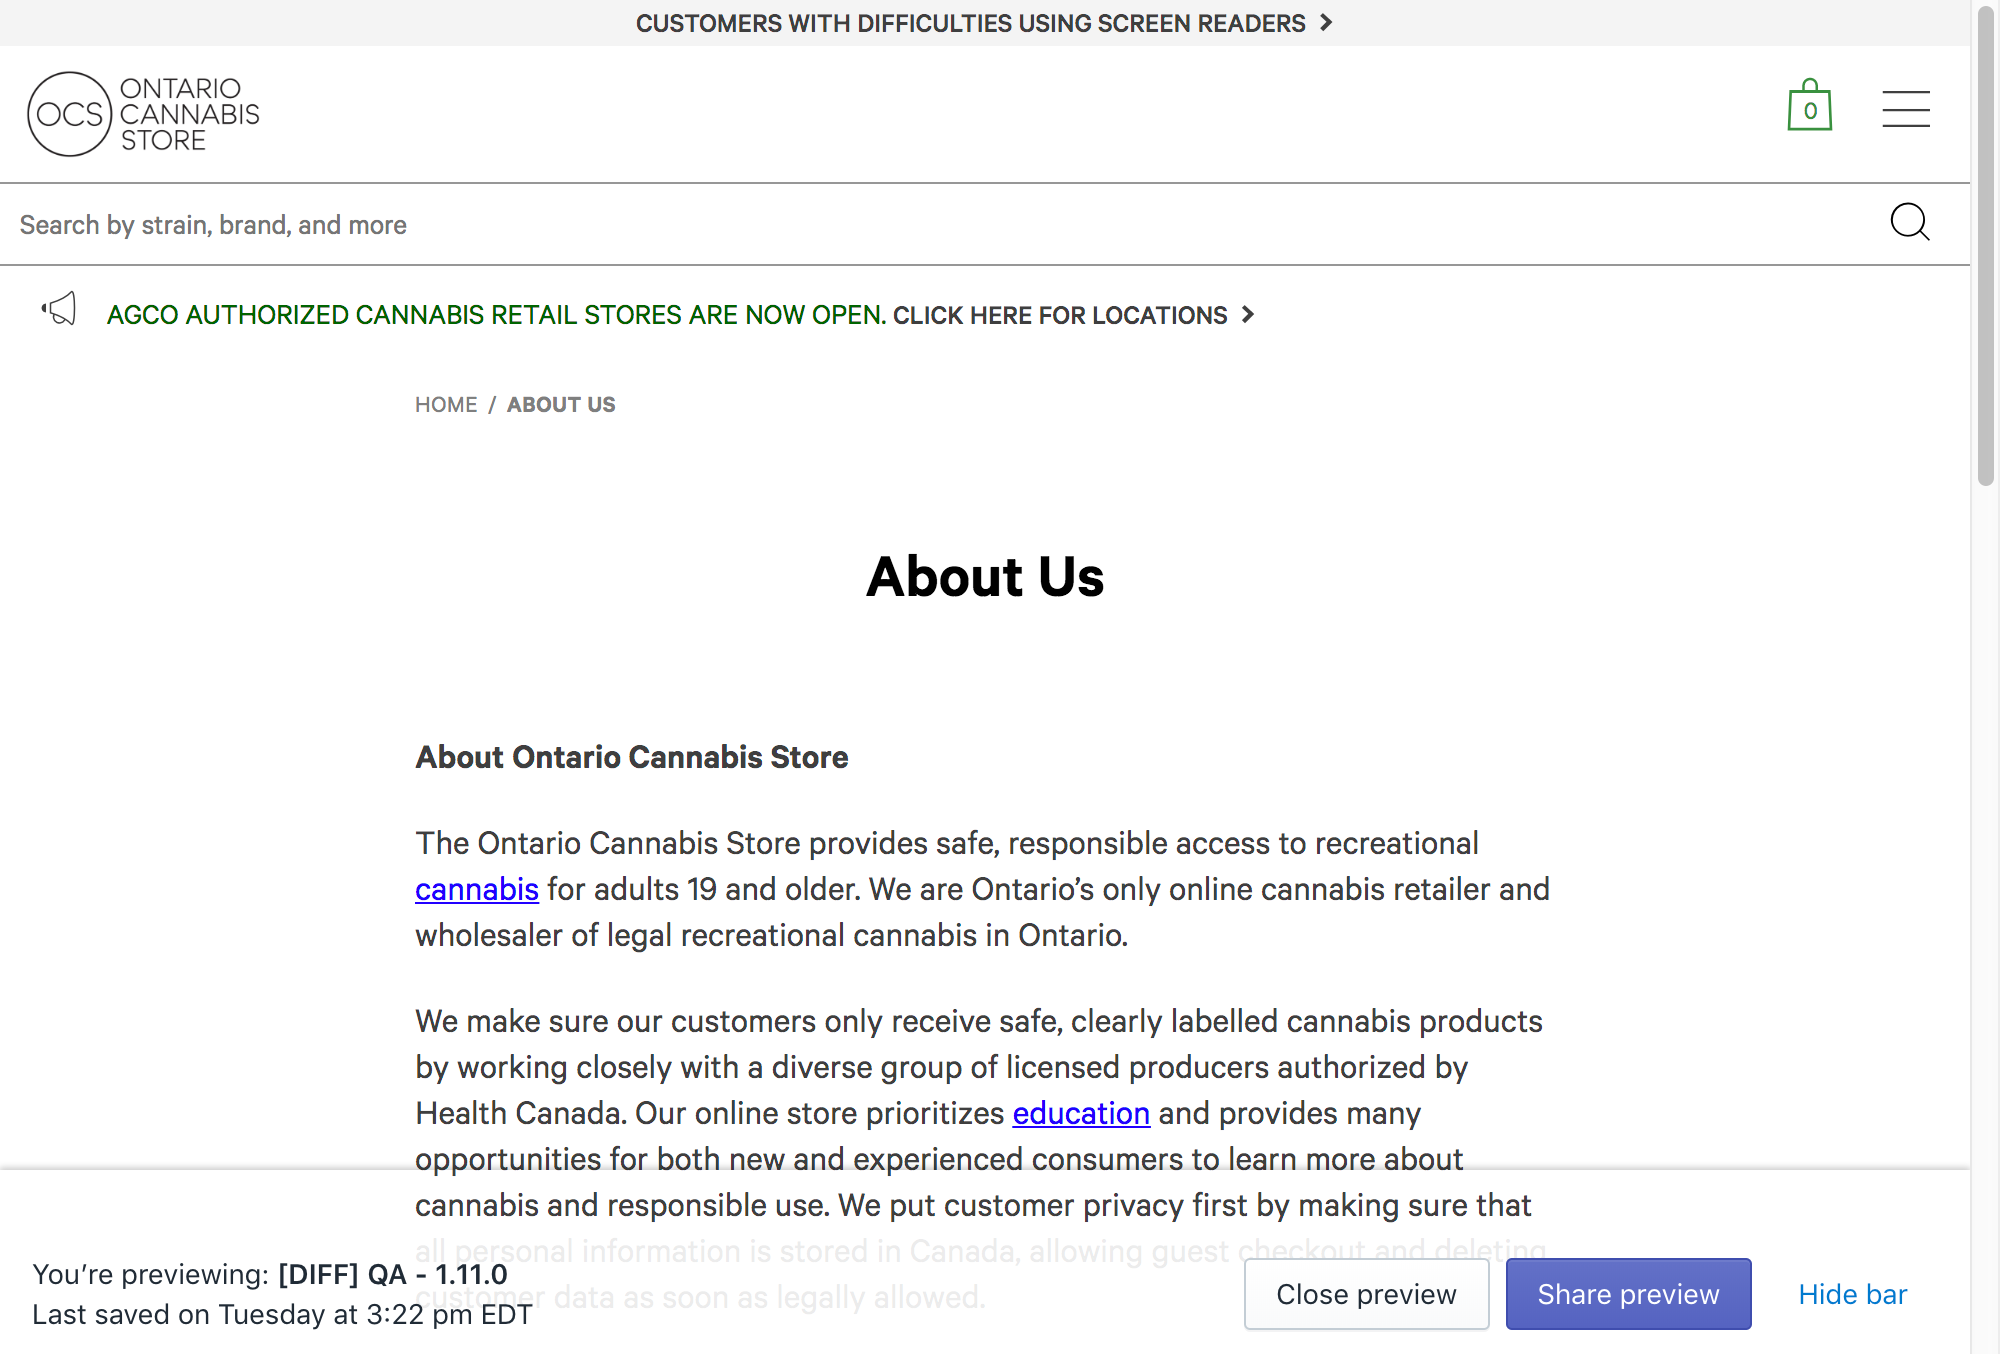 CUSTOMERS WITH DIFFICULTIES USING SCREEN READERS
OCS
ONTARIO
CANNABIS
STORE
0
Search by strain, brand, and more
AGCO AUTHORIZED CANNABIS RETAIL STORES ARE NOW OPEN. CLICK HERE FOR LOCATIONS
HOME / ABOUT US
About Us
About Ontario Cannabis Store
The Ontario Cannabis Store provides safe, responsible access to recreational
cannabis for adults 19 and older. We are Ontario’s only online cannabis retailer and
wholesaler of legal recreational cannabis in Ontario.
We make sure our customers only receive safe, clearly labelled cannabis products
by working closely with a diverse group of licensed producers authorized by
Health Canada. Our online store prioritizes education and provides many
opportunities for both new and experienced consumers to learn more about
cannabis and responsible use. We put customer privacy first by making sure that
all personal information is stored in Canada, allowing guest checkout and deleting
customer data as soon as legally allowed.
You’re previewing: [DIFF] QA - 1.11.0
Last saved on Tuesday at 3:22 pm EDT
Close preview
Share preview
Hide bar